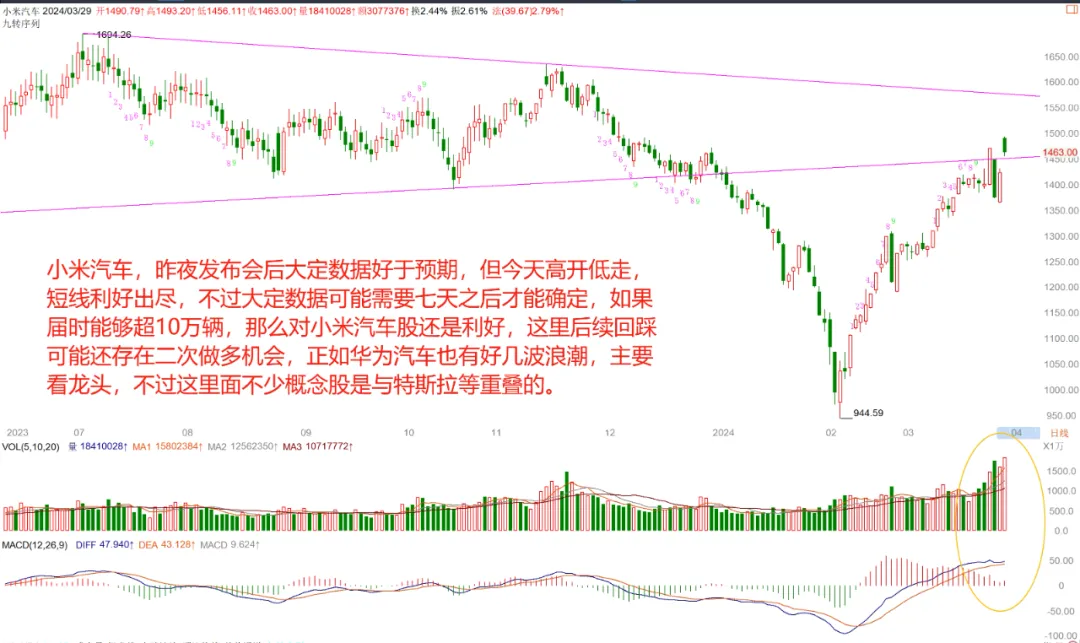 小米汽车 2024/03/29 开1490.79↑高1493.20↑低1456.11↑收1463.00↑量18410028↑额3077376↑换2.44% 振2.61% 涨(39.67)2.79%↑
九转序列
1694.26
1650.00
1600.00
1550.00
1500.00
1463.00
1450.00
1400.00
1350.00
1300.00
1250.00
1200.00
1150.00
1100.00
1050.00
1000.00
950.00
小米汽车，昨夜发布会后大定数据好于预期，但今天高开低走，
短线利好出尽，不过大定数据可能需要七天之后才能确定，如果
届时能够超10万辆，那么对小米汽车股还是利好，这里后续回踩
可能还存在二次做多机会，正如华为汽车也有好几波浪潮，主要
看龙头，不过这里面不少概念股是与特斯拉等重叠的。
944.59
2023 07 08 09 10 11 12 2024 02 03 04 日线
VOL(5,10,20) 量 18410028↑ MA1 15802384↑ MA2 12562350↑ MA3 10717772↑
X1万
1500.0
1000.0
500.0
0.0
MACD(12,26,9) DIFF 47.940↑ DEA 43.128↑ MACD 9.624↑
50.00
0
-50.00
-100.00